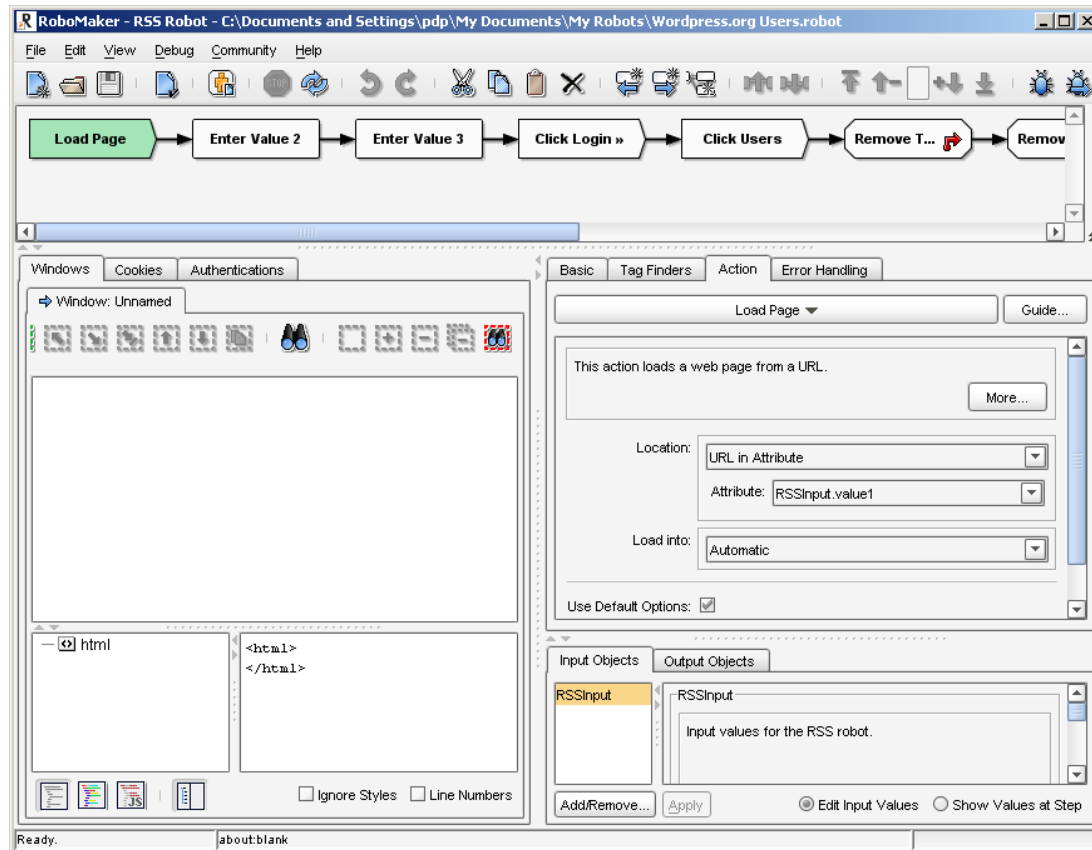 RoboMaker - RSS Robot - C:\Documents and Settings\pdp\My Documents\My Robots\Wordpress.org Users.robot
File Edit View Debug Community Help
Load Page Enter Value 2 Enter Value 3 Click Login » Click Users Remove T... Remov
Windows Cookies Authentications
Window: Unnamed
<html>
</html>
html
Ignore Styles Line Numbers
Basic Tag Finders Action Error Handling
Load Page Guide...
This action loads a web page from a URL.
More...
Location: URL in Attribute
Attribute: RSSInput.value1
Load into: Automatic
Use Default Options:
Input Objects Output Objects
RSSInput RSSInput
Input values for the RSS robot.
Add/Remove... Apply Edit Input Values Show Values at Step
Ready. about:blank